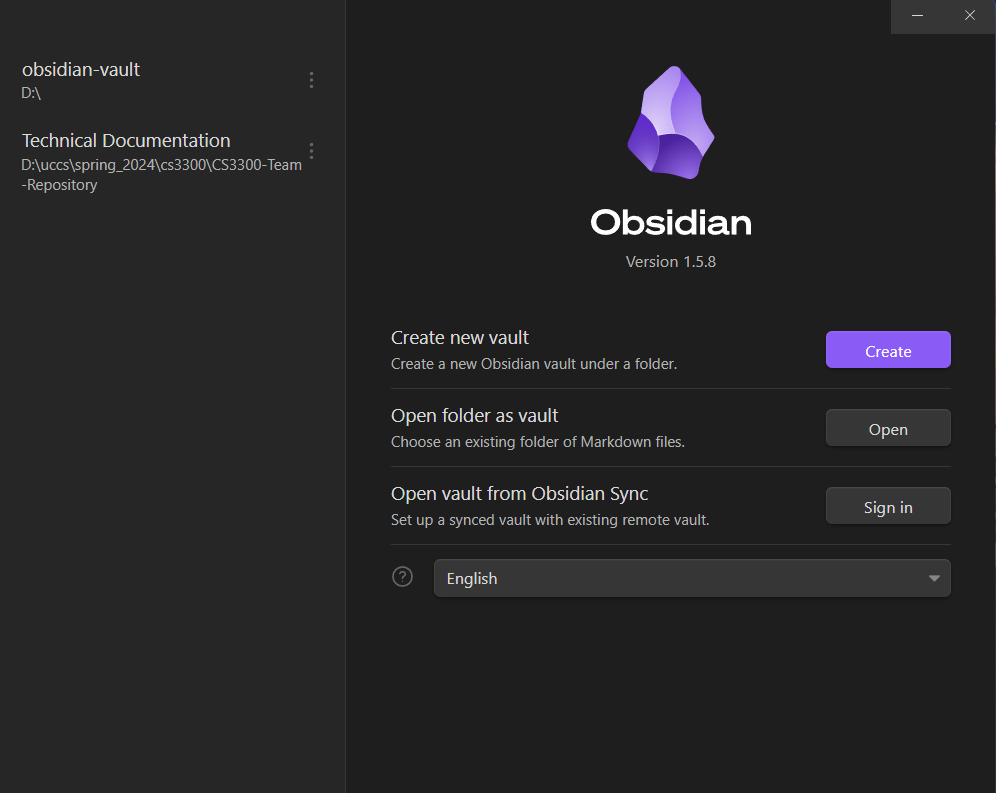 obsidian-vault
D:\
Technical Documentation
D:\uccs\spring_2024\cs3300\CS3300-Team
-Repository
Obsidian
Version 1.5.8
Create new vault
Create a new Obsidian vault under a folder.
Create
Open folder as vault
Choose an existing folder of Markdown files.
Open
Open vault from Obsidian Sync
Set up a synced vault with existing remote vault.
Sign in
?
English